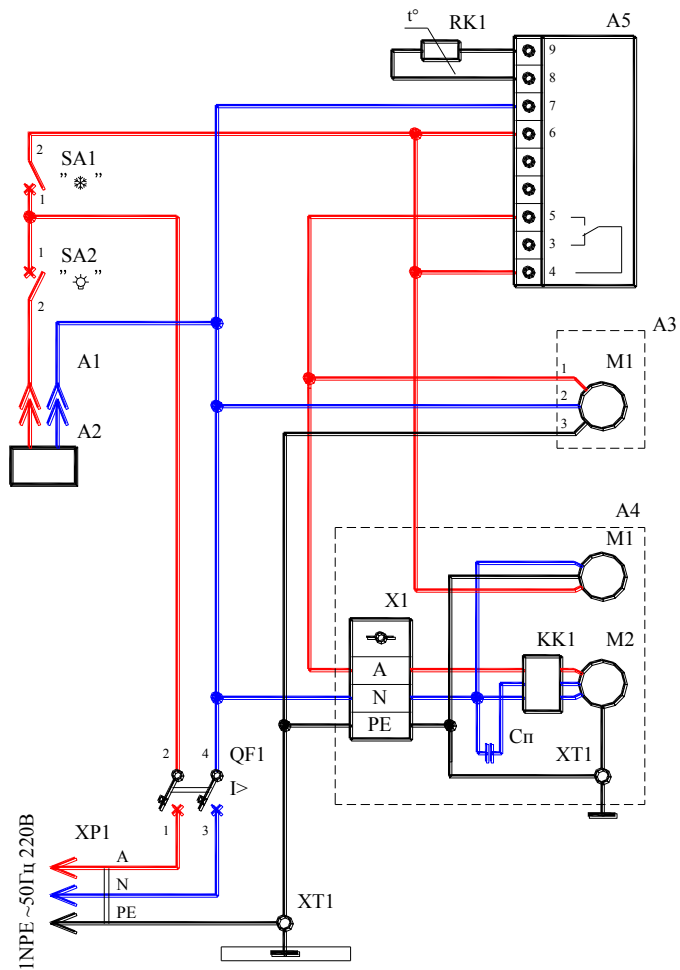 t° RK1 A5
9
8
7
6
5
3
4
2 SA1
" "
1
1 SA2
" "
2
A1
A2
A3
M1
1
2
3
A4
M1
X1
A
N
PE
KK1 M2
Сп
XT1
2 4 QF1
I>
1 3
XP1
A
N
PE
XT1
1NPE ~50Гц 220В